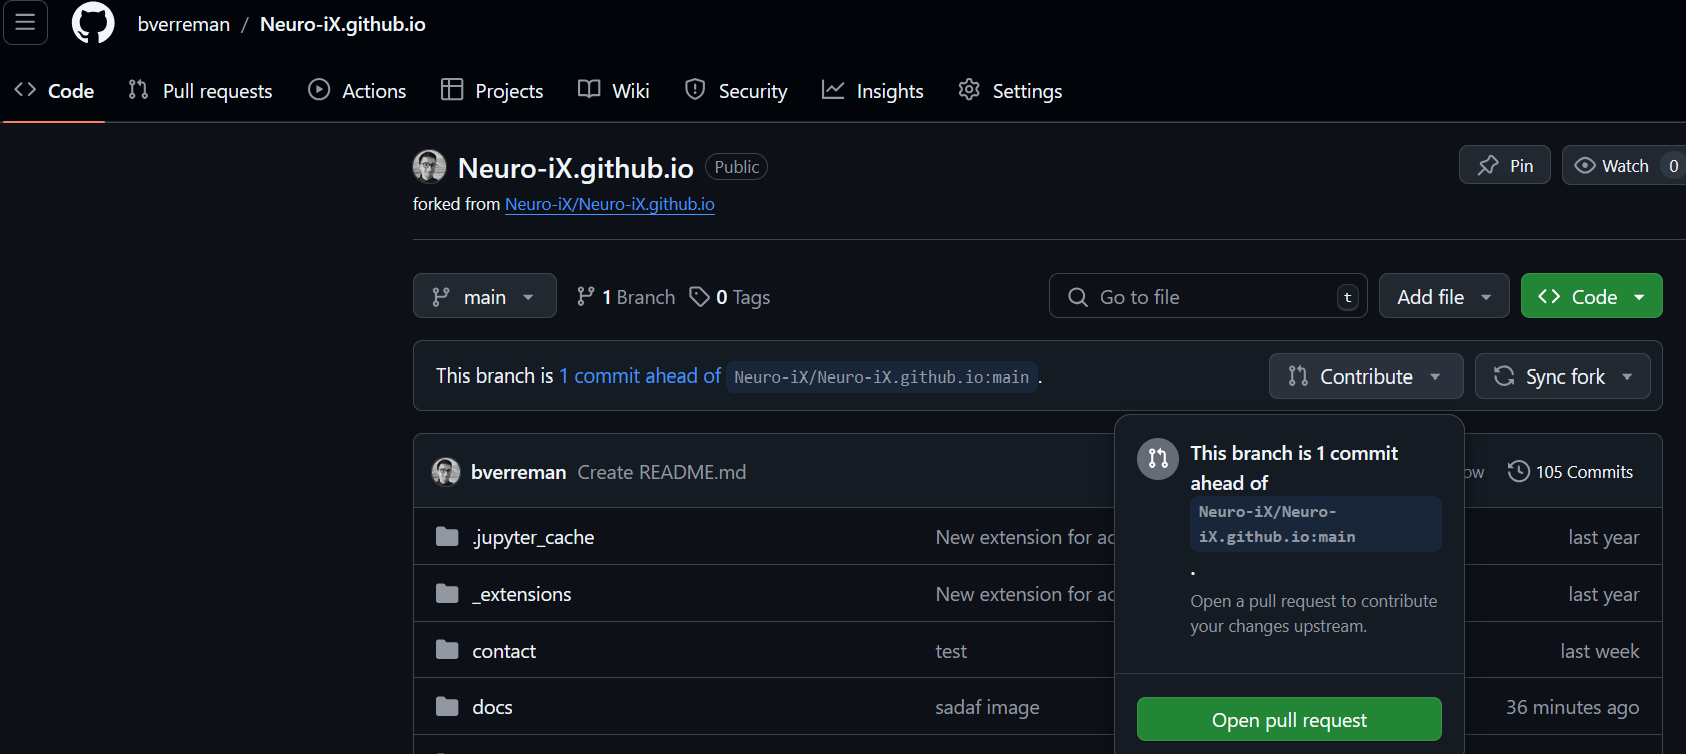 bverreman / Neuro-iX.github.io
Code Pull requests Actions Projects Wiki Security Insights Settings
Neuro-iX.github.io Public
Pin Watch 0
forked from Neuro-iX/Neuro-iX.github.io
main 1 Branch 0 Tags Go to file t Add file Code
This branch is 1 commit ahead of Neuro-iX/Neuro-iX.github.io:main . Contribute Sync fork
This branch is 1 commit
ahead of
Neuro-iX/Neuro-
iX.github.io:main
.
Open a pull request to contribute
your changes upstream.
Open pull request
bverreman Create README.md 105 Commits
.jupyter_cache New extension for last year
_extensions New extension for last year
contact test last week
docs sadaf image 36 minutes ago